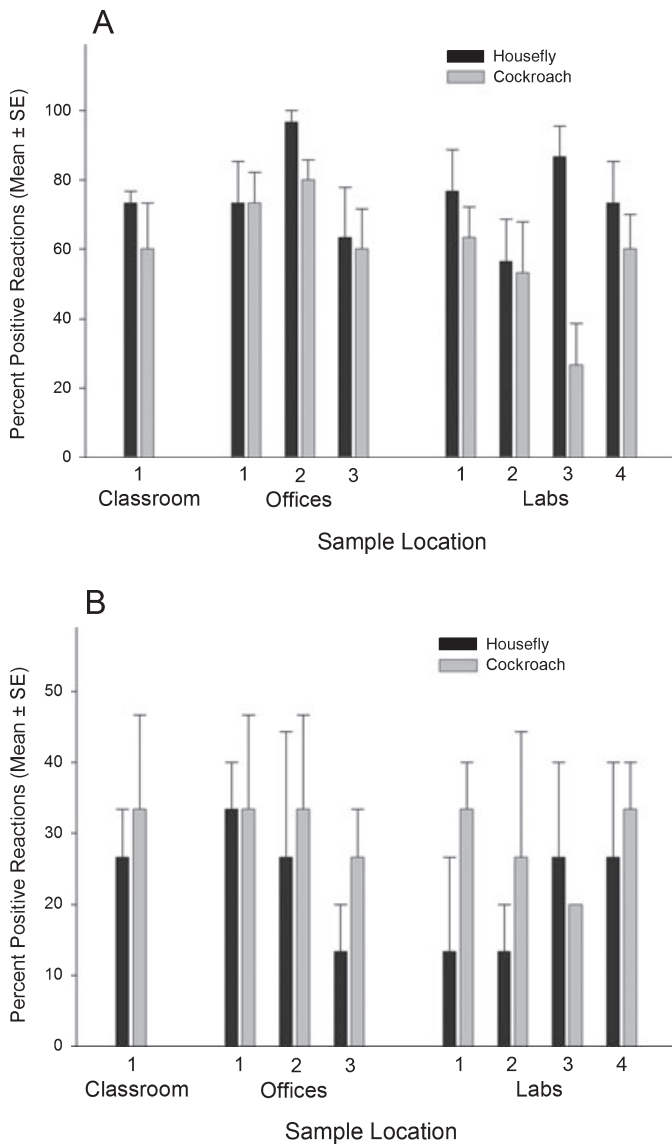 A
Housefly
Cockroach
Percent Positive Reactions (Mean ± SE)
100
80
60
40
20
0
1 1 2 3 1 2 3 4
Classroom Offices Labs
Sample Location
B
Housefly
Cockroach
Percent Positive Reactions (Mean ± SE)
50
40
30
20
10
0
1 1 2 3 1 2 3 4
Classroom Offices Labs
Sample Location